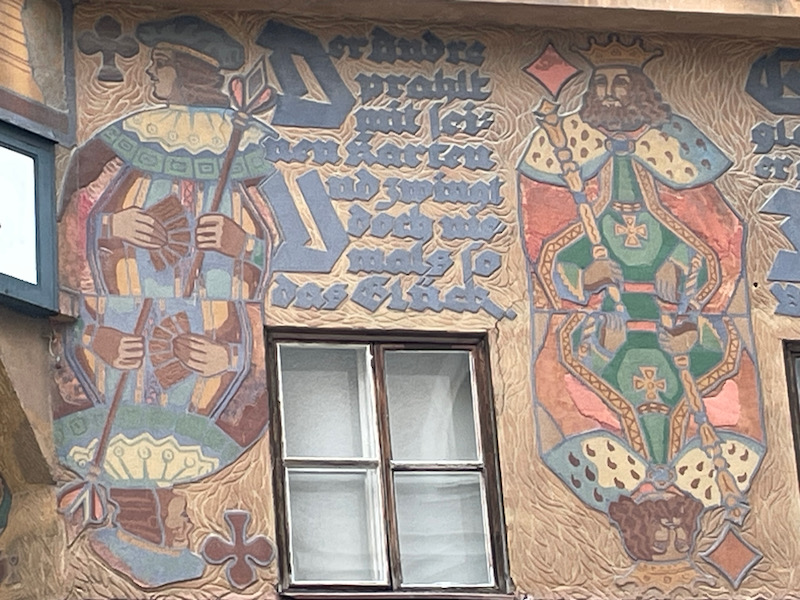 Der Andre
prahlt
mit sei-
nen Karten
Und zwingt
doch nie-
mals so
das Glück.